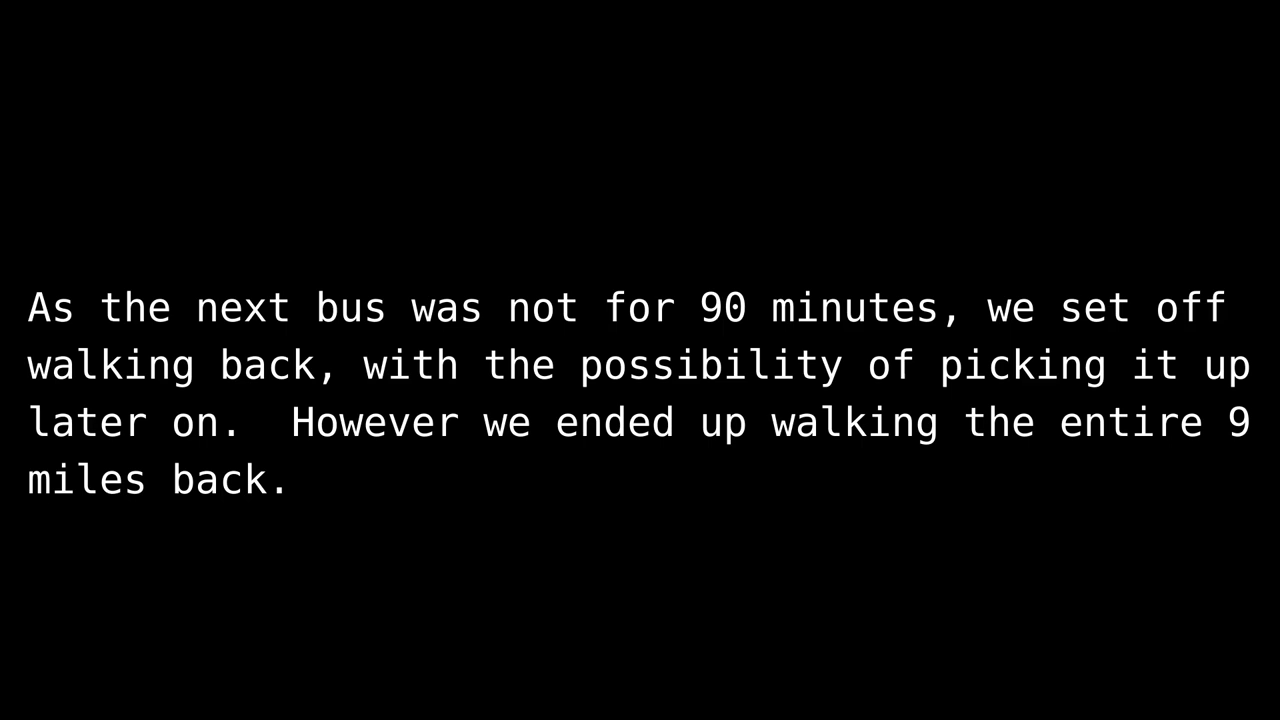 As the next bus was not for 90 minutes, we set off
walking back, with the possibility of picking it up
later on.  However we ended up walking the entire 9
miles back.